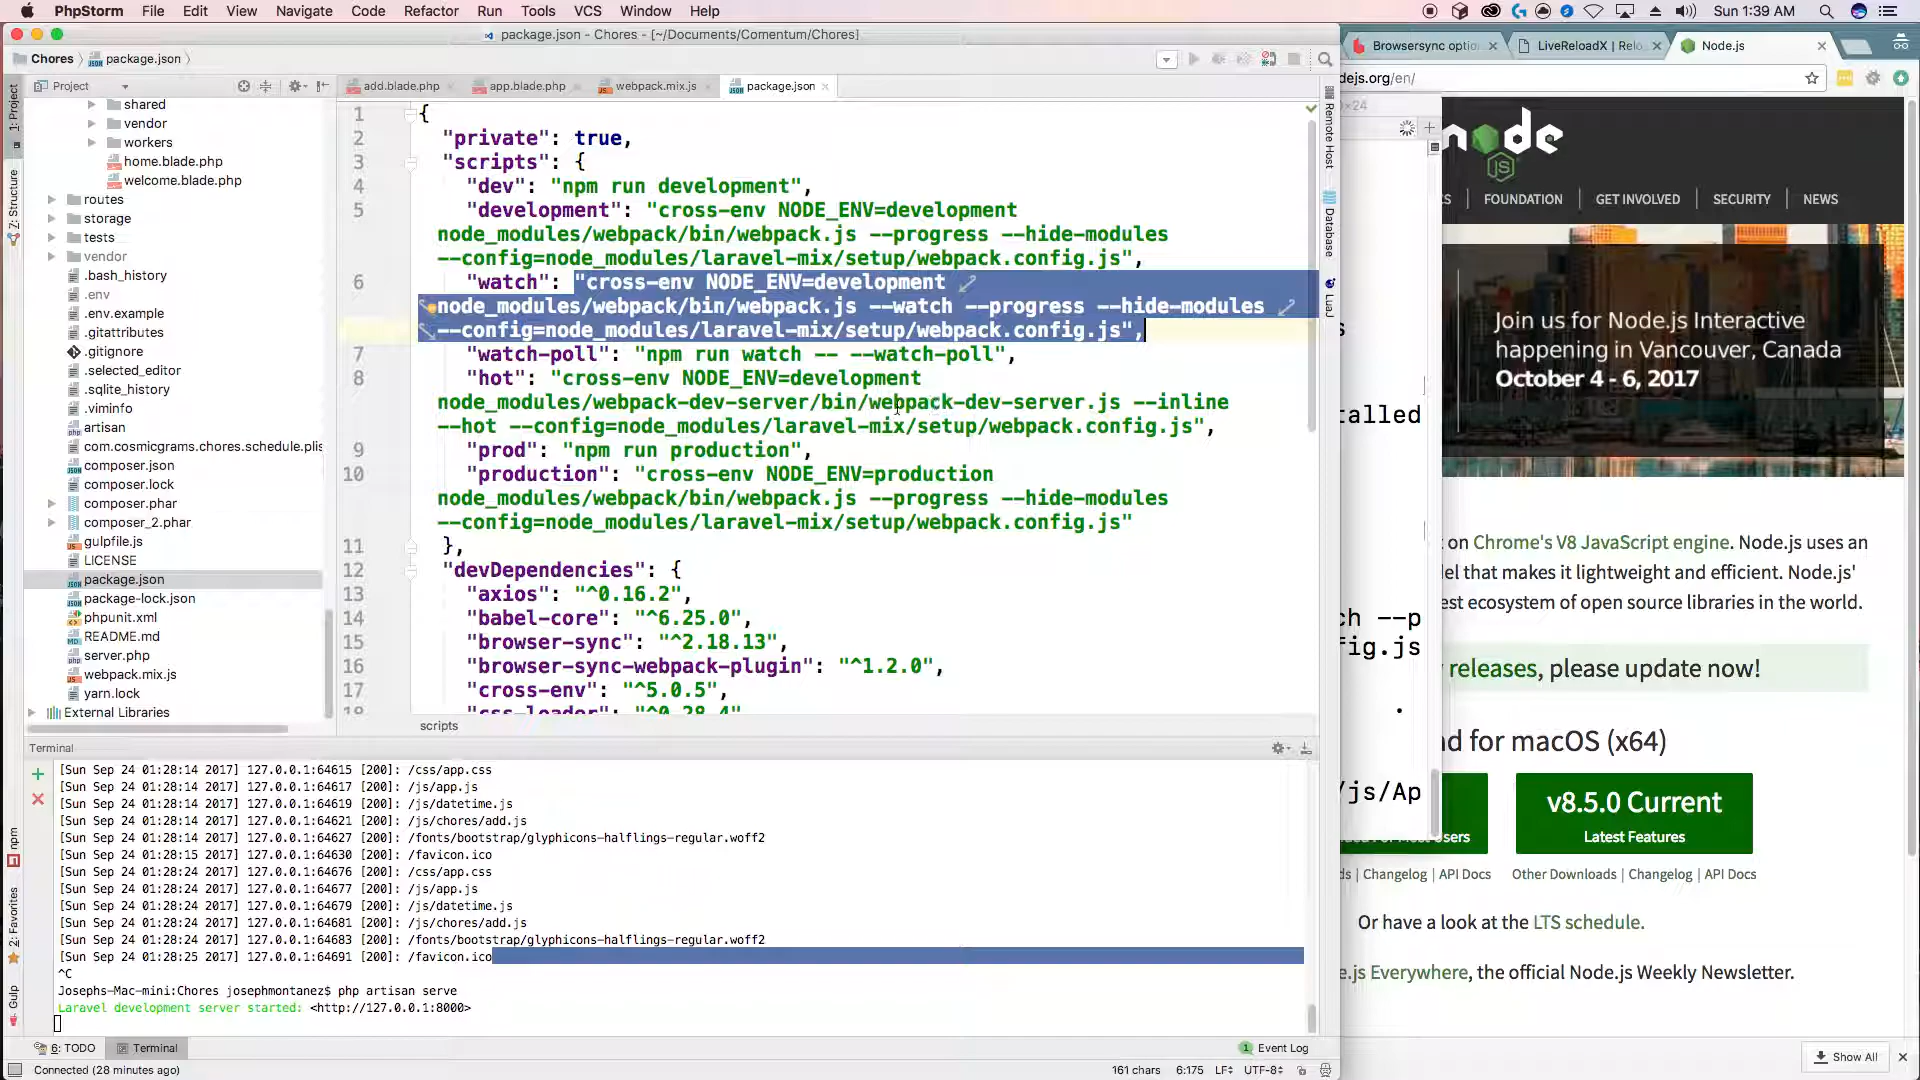 PhpStorm File Edit View Navigate Code Refactor Run Tools VCS Window Help Sun 1:39 AM
package.json - Chores - [~/Documents/Comentum/Chores]
Chores package.json
Project
add.blade.php app.blade.php webpack.mix.js package.json
1: Project
Z: Structure
npm
2: Favorites
Gulp
shared
vendor
workers
home.blade.php
welcome.blade.php
routes
storage
tests
vendor
.bash_history
.env
.env.example
.gitattributes
.gitignore
.selected_editor
.sqlite_history
.viminfo
artisan
com.cosmicgrams.chores.schedule.plis
composer.json
composer.lock
composer.phar
composer_2.phar
gulpfile.js
LICENSE
package.json
package-lock.json
phpunit.xml
README.md
server.php
webpack.mix.js
yarn.lock
External Libraries
1 {
2 "private": true,
3 "scripts": {
4 "dev": "npm run development",
5 "development": "cross-env NODE_ENV=development
node_modules/webpack/bin/webpack.js --progress --hide-modules
--config=node_modules/laravel-mix/setup/webpack.config.js",
6 "watch": "cross-env NODE_ENV=development
node_modules/webpack/bin/webpack.js --watch --progress --hide-modules
--config=node_modules/laravel-mix/setup/webpack.config.js",
7 "watch-poll": "npm run watch -- --watch-poll",
8 "hot": "cross-env NODE_ENV=development
node_modules/webpack-dev-server/bin/webpack-dev-server.js --inline
--hot --config=node_modules/laravel-mix/setup/webpack.config.js",
9 "prod": "npm run production",
10 "production": "cross-env NODE_ENV=production
node_modules/webpack/bin/webpack.js --progress --hide-modules
--config=node_modules/laravel-mix/setup/webpack.config.js"
11 },
12 "devDependencies": {
13 "axios": "^0.16.2",
14 "babel-core": "^6.25.0",
15 "browser-sync": "^2.18.13",
16 "browser-sync-webpack-plugin": "^1.2.0",
17 "cross-env": "^5.0.5",
18 "css-loader": "^0.28.4"
scripts
Remote Host
Database
LuaJ
Terminal
[Sun Sep 24 01:28:14 2017] 127.0.0.1:64615 [200]: /css/app.css
[Sun Sep 24 01:28:14 2017] 127.0.0.1:64617 [200]: /js/app.js
[Sun Sep 24 01:28:14 2017] 127.0.0.1:64619 [200]: /js/datetime.js
[Sun Sep 24 01:28:14 2017] 127.0.0.1:64621 [200]: /js/chores/add.js
[Sun Sep 24 01:28:14 2017] 127.0.0.1:64627 [200]: /fonts/bootstrap/glyphicons-halflings-regular.woff2
[Sun Sep 24 01:28:15 2017] 127.0.0.1:64630 [200]: /favicon.ico
[Sun Sep 24 01:28:24 2017] 127.0.0.1:64676 [200]: /css/app.css
[Sun Sep 24 01:28:24 2017] 127.0.0.1:64677 [200]: /js/app.js
[Sun Sep 24 01:28:24 2017] 127.0.0.1:64679 [200]: /js/datetime.js
[Sun Sep 24 01:28:24 2017] 127.0.0.1:64681 [200]: /js/chores/add.js
[Sun Sep 24 01:28:24 2017] 127.0.0.1:64683 [200]: /fonts/bootstrap/glyphicons-halflings-regular.woff2
[Sun Sep 24 01:28:25 2017] 127.0.0.1:64691 [200]: /favicon.ico
^C
Josephs-Mac-mini:Chores josephmontanez$ php artisan serve
Laravel development server started: <http://127.0.0.1:8000>
6: TODO Terminal 1 Event Log
Connected (28 minutes ago) 161 chars 6:175 LF UTF-8
Browsersync optio LiveReloadX | Relo Node.js
dejs.org/en/
×24
node
JS
S FOUNDATION GET INVOLVED SECURITY NEWS
Join us for Node.js Interactive
happening in Vancouver, Canada
October 4 - 6, 2017
s
talled
t on Chrome's V8 JavaScript engine. Node.js uses an
el that makes it lightweight and efficient. Node.js'
est ecosystem of open source libraries in the world.
ch --p
fig.js
releases, please update now!
.
d for macOS (x64)
/js/Ap
v8.5.0 Current
Latest Features
sers
ds | Changelog | API Docs Other Downloads | Changelog | API Docs
Or have a look at the LTS schedule.
e.js Everywhere, the official Node.js Weekly Newsletter.
Show All